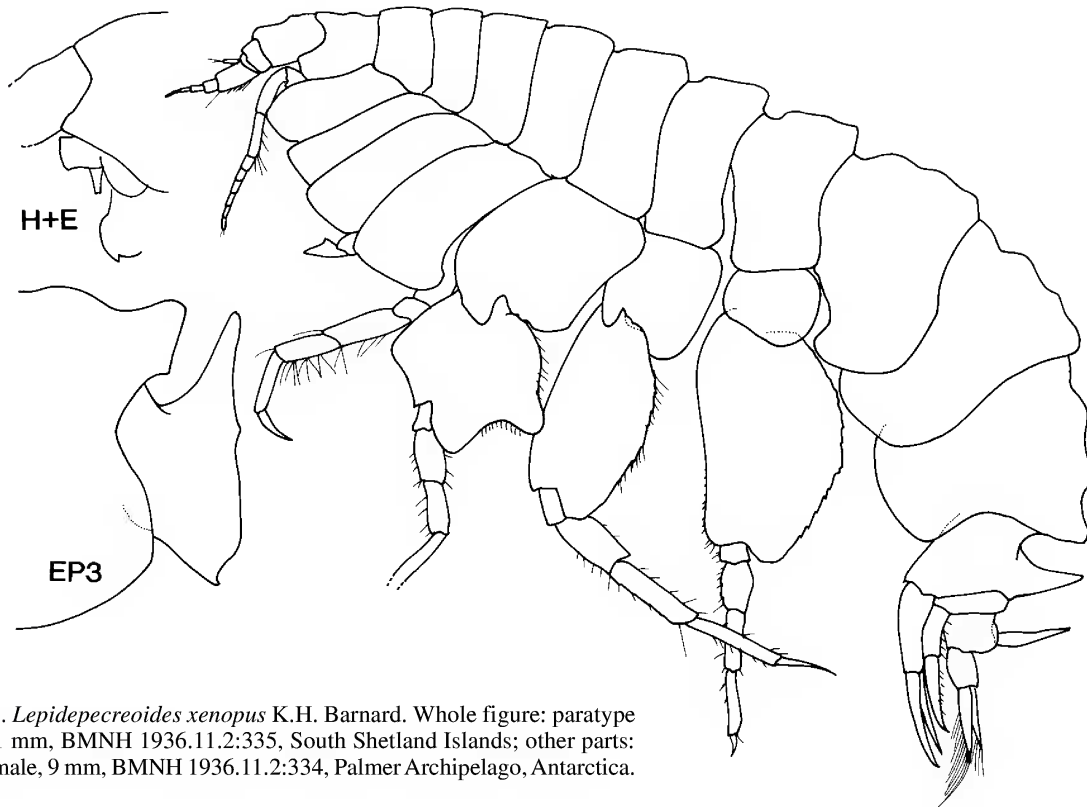 H+E
EP3
. Lepidepecreoides xenopus K.H. Barnard. Whole figure: paratype
mm, BMNH 1936.11.2:335, South Shetland Islands; other parts:
male, 9 mm, BMNH 1936.11.2:334, Palmer Archipelago, Antarctica.